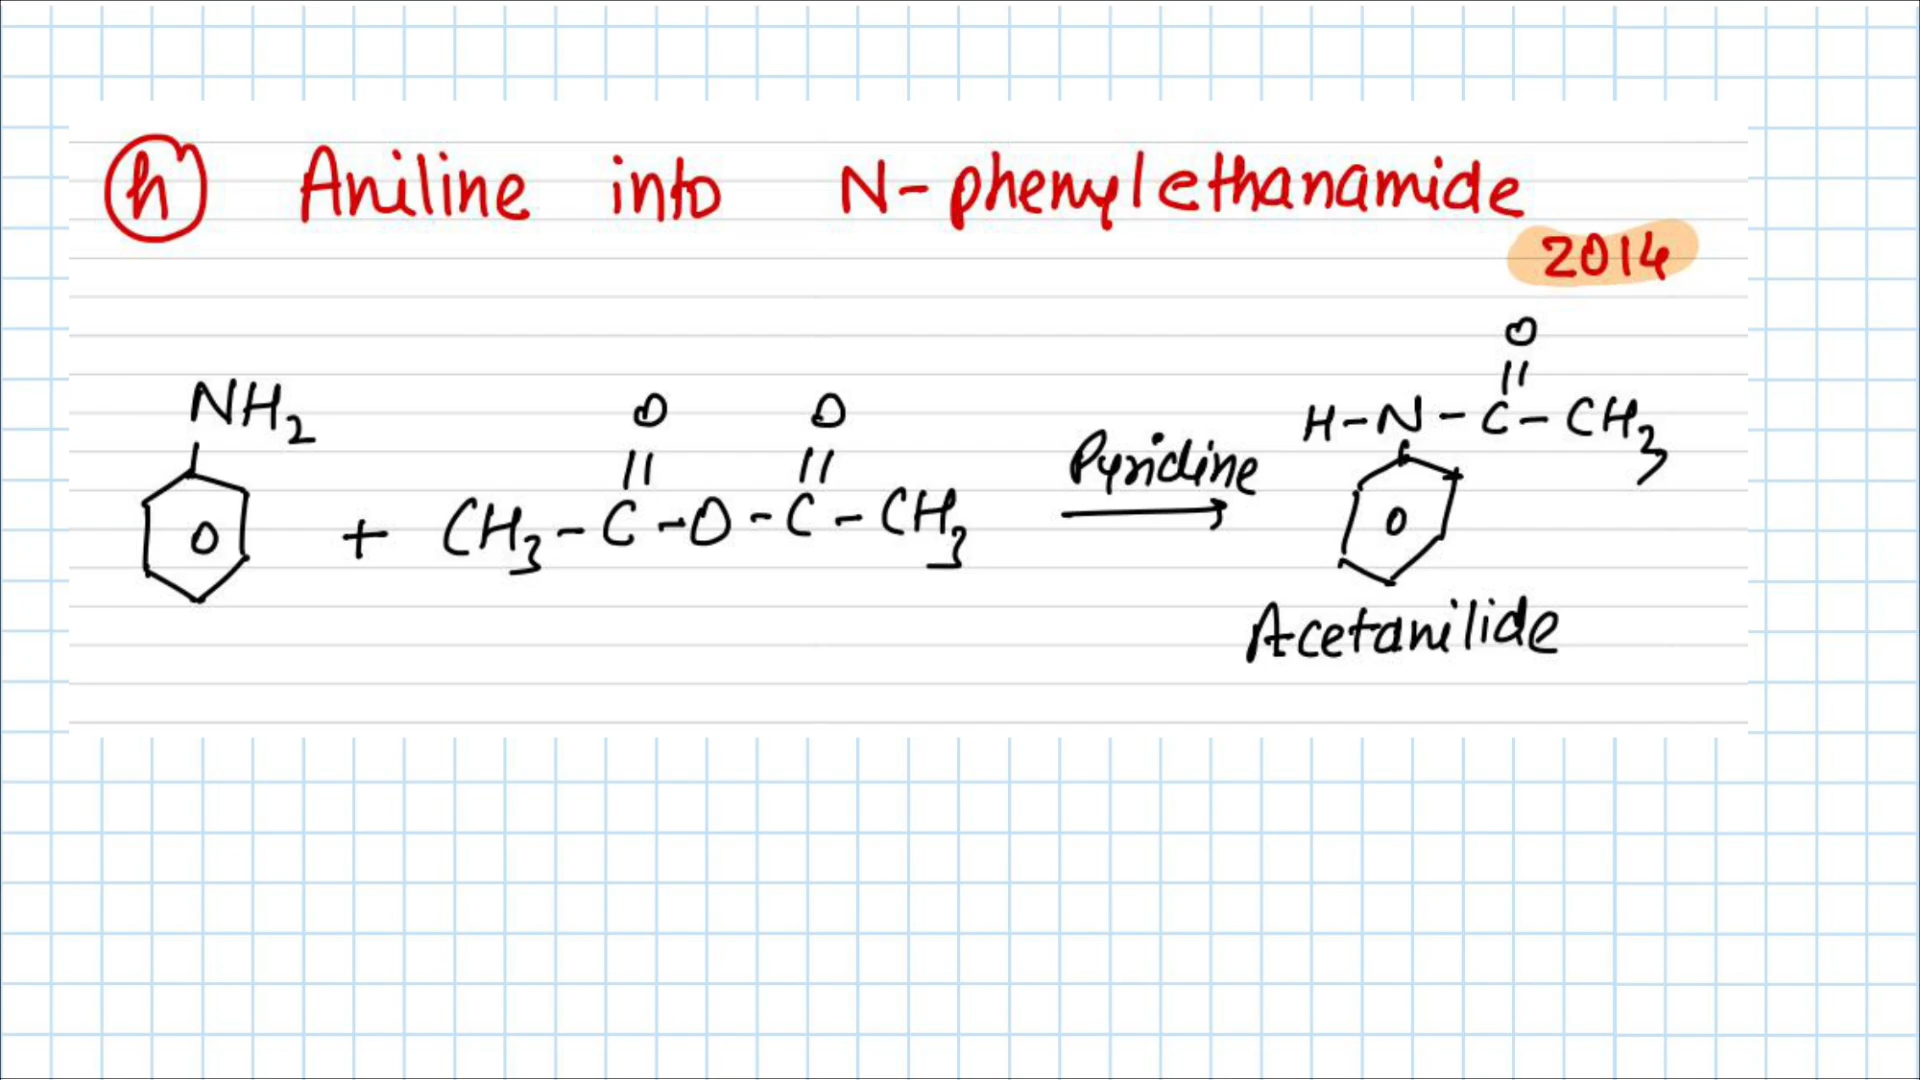 h Aniline into N-phenylethanamide
2014
NH2
O O
|| ||
+ CH3-C-O-C-CH3
Pyridine
O
||
H-N-C-CH3
Acetanilide